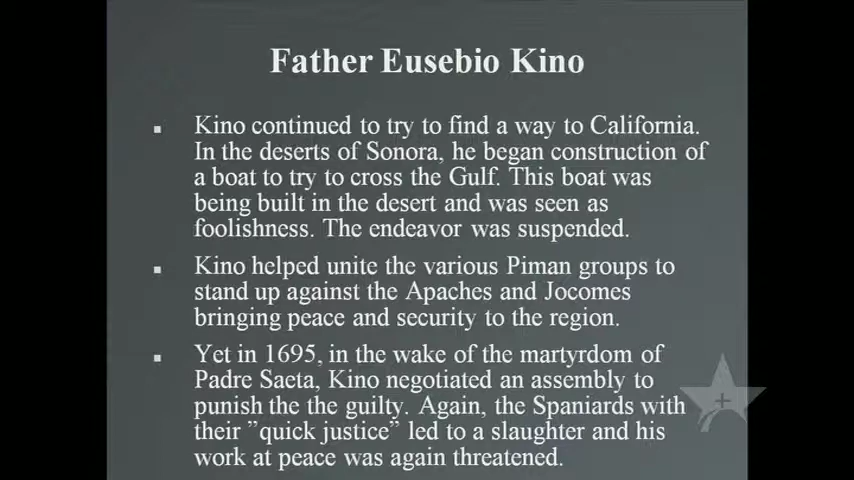 Father Eusebio Kino
▪ Kino continued to try to find a way to California.
In the deserts of Sonora, he began construction of
a boat to try to cross the Gulf. This boat was
being built in the desert and was seen as
foolishness. The endeavor was suspended.
▪ Kino helped unite the various Piman groups to
stand up against the Apaches and Jocomes
bringing peace and security to the region.
▪ Yet in 1695, in the wake of the martyrdom of
Padre Saeta, Kino negotiated an assembly to
punish the the guilty. Again, the Spaniards with
their ”quick justice” led to a slaughter and his
work at peace was again threatened.